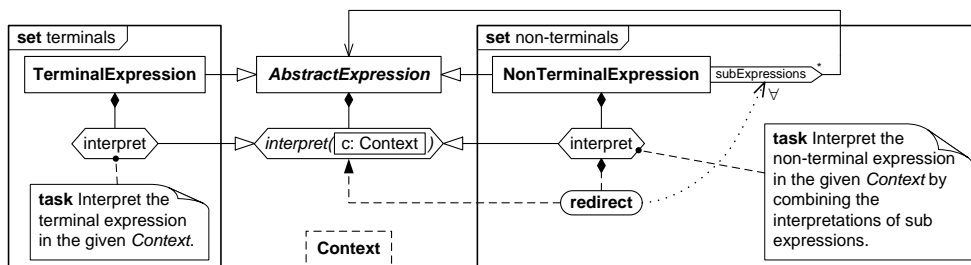 set terminals
set non-terminals
TerminalExpression
AbstractExpression
NonTerminalExpression
subExpressions
*
∀
interpret
interpret( c: Context )
interpret
task Interpret the
terminal expression
in the given Context.
redirect
Context
task Interpret the
non-terminal expression
in the given Context by
combining the
interpretations of sub
expressions.